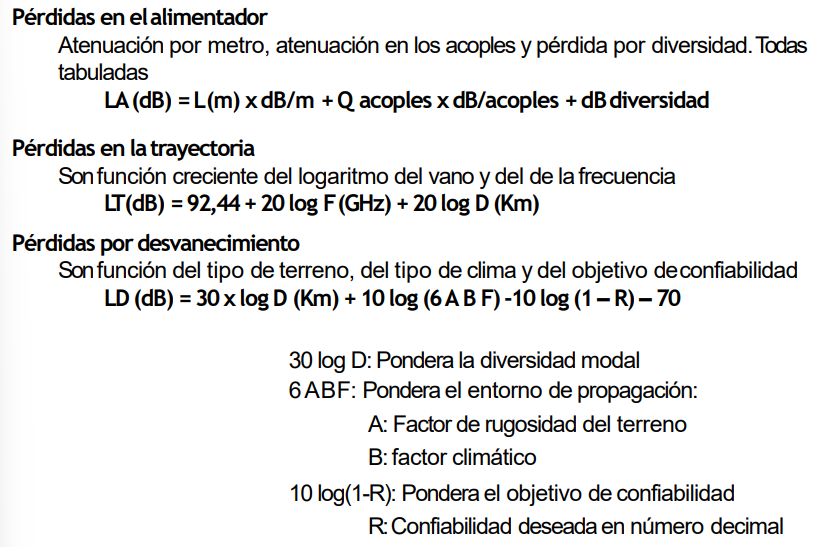 Pérdidas en el alimentador
Atenuación por metro, atenuación en los acoples y pérdida por diversidad. Todas
tabuladas
LA (dB) = L(m) x dB/m + Q acoples x dB/acoples + dB diversidad
Pérdidas en la trayectoria
Son función creciente del logaritmo del vano y del de la frecuencia
LT(dB) = 92,44 + 20 log F (GHz) + 20 log D (Km)
Pérdidas por desvanecimiento
Son función del tipo de terreno, del tipo de clima y del objetivo de confiabilidad
LD (dB) = 30 x log D (Km) + 10 log (6 A B F) -10 log (1 – R) – 70
30 log D: Pondera la diversidad modal
6 ABF: Pondera el entorno de propagación:
A: Factor de rugosidad del terreno
B: factor climático
10 log(1-R): Pondera el objetivo de confiabilidad
R: Confiabilidad deseada en número decimal